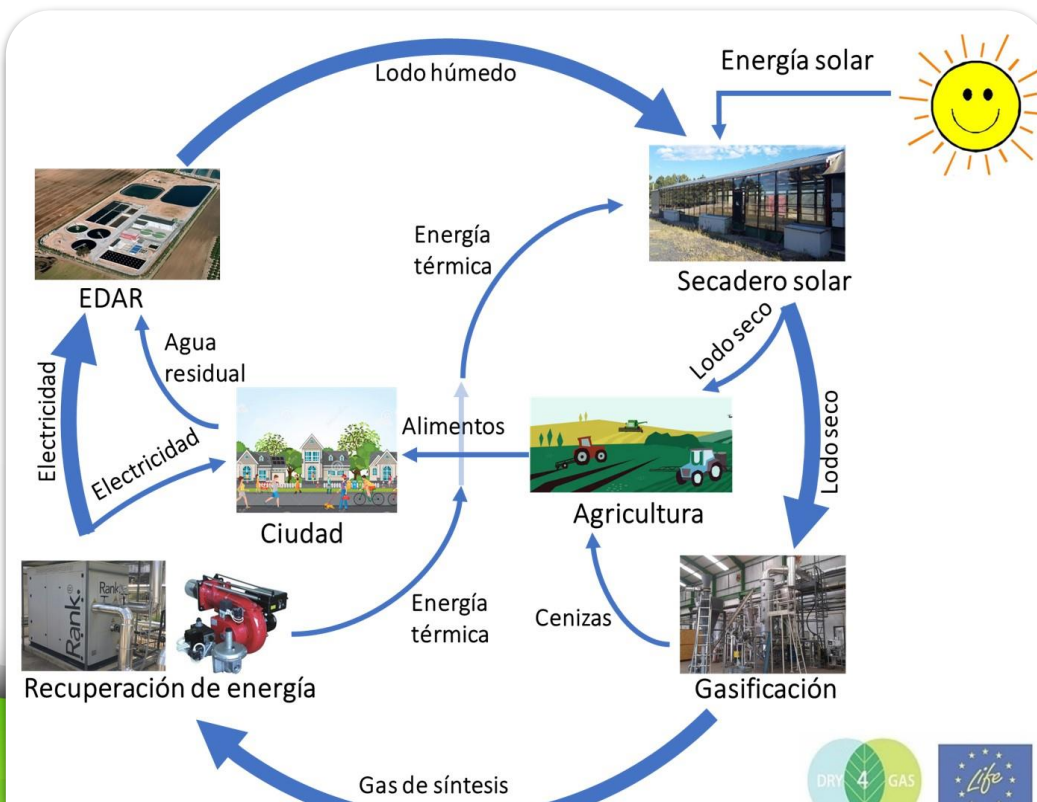 Lodo húmedo
Energía solar
Energía
térmica
Secadero solar
EDAR
Agua
residual
Lodo seco
Lodo seco
Electricidad
Electricidad
Alimentos
Ciudad
Agricultura
Energía
térmica
Cenizas
Rank
Rank
Recuperación de energía
Gasificación
Gas de síntesis
DRY 4 GAS
Life